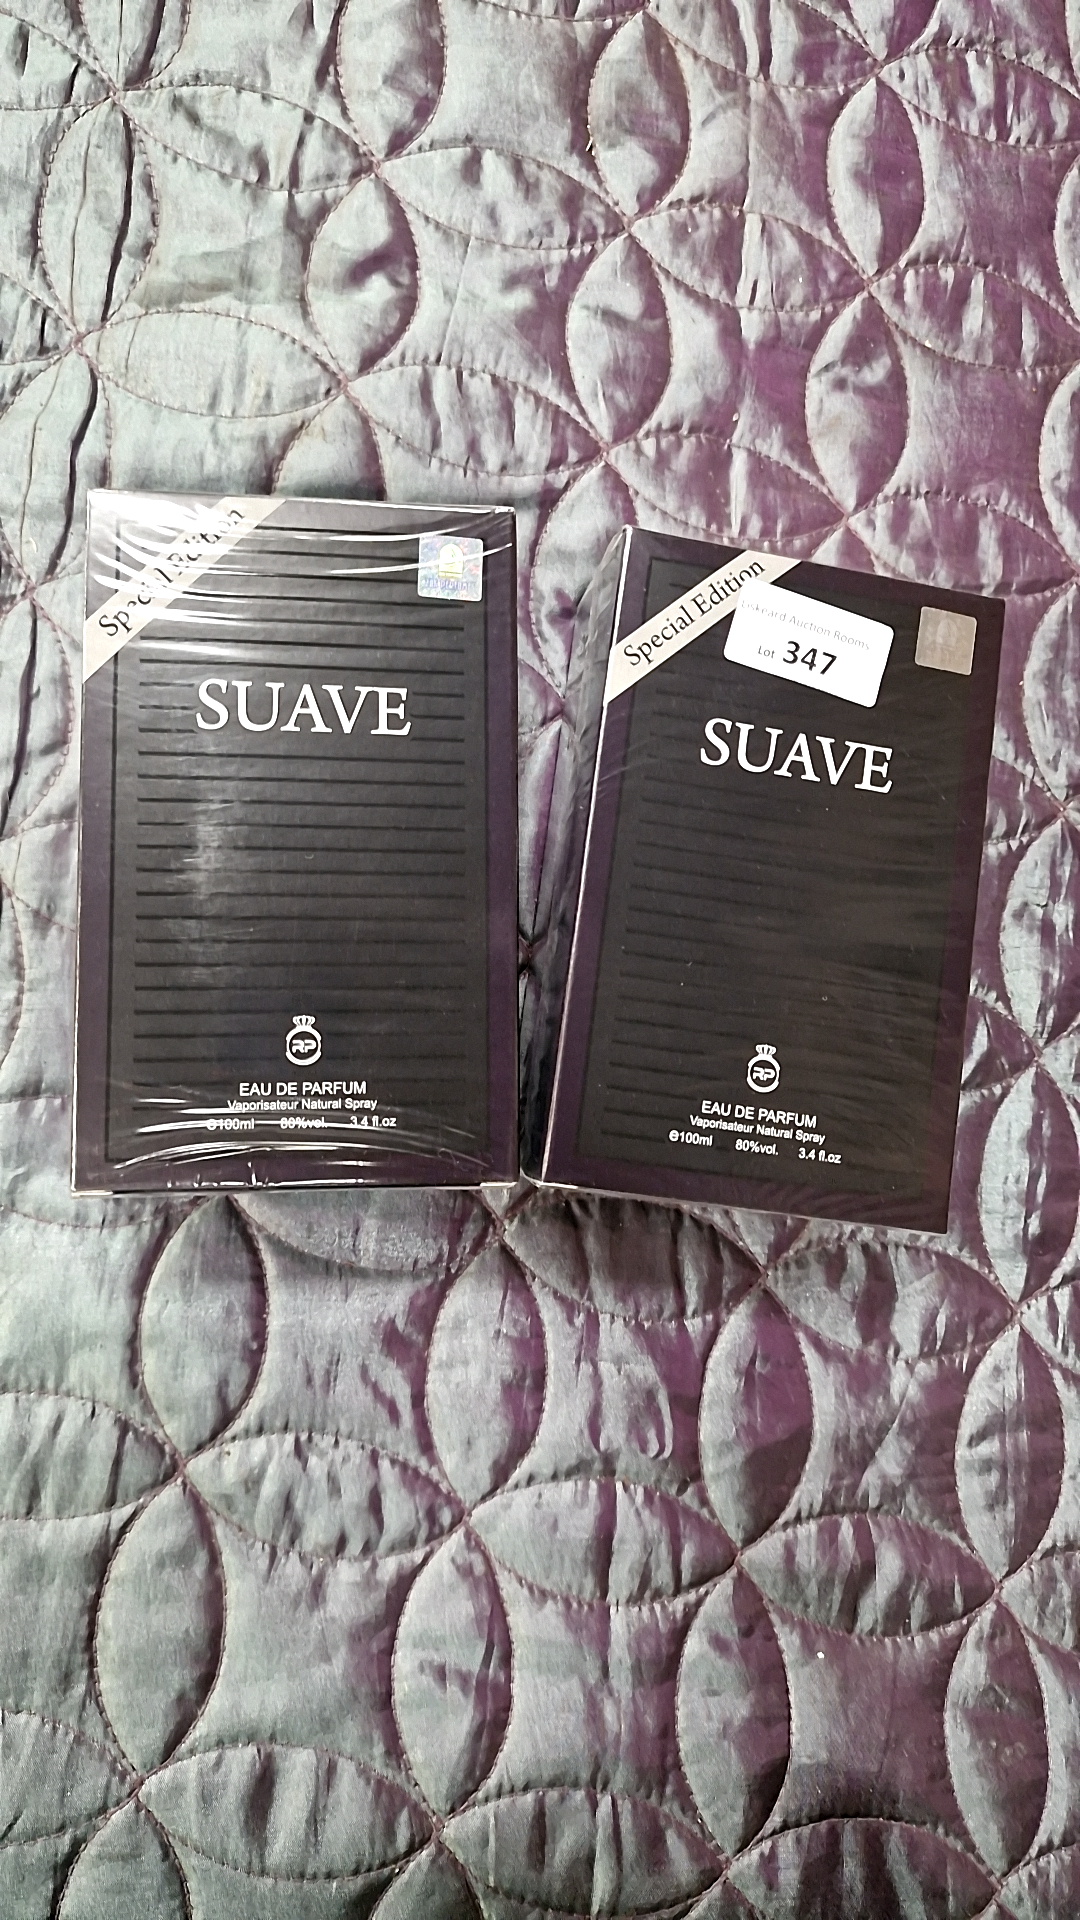 Special Edition
SUAVE
RP
EAU DE PARFUM
Vaporisateur Natural Spray
℮100ml 80%vol. 3.4 fl.oz
Special Edition
Liskeard Auction Rooms
Lot 347
SUAVE
RP
EAU DE PARFUM
Vaporisateur Natural Spray
℮100ml 80%vol. 3.4 fl.oz